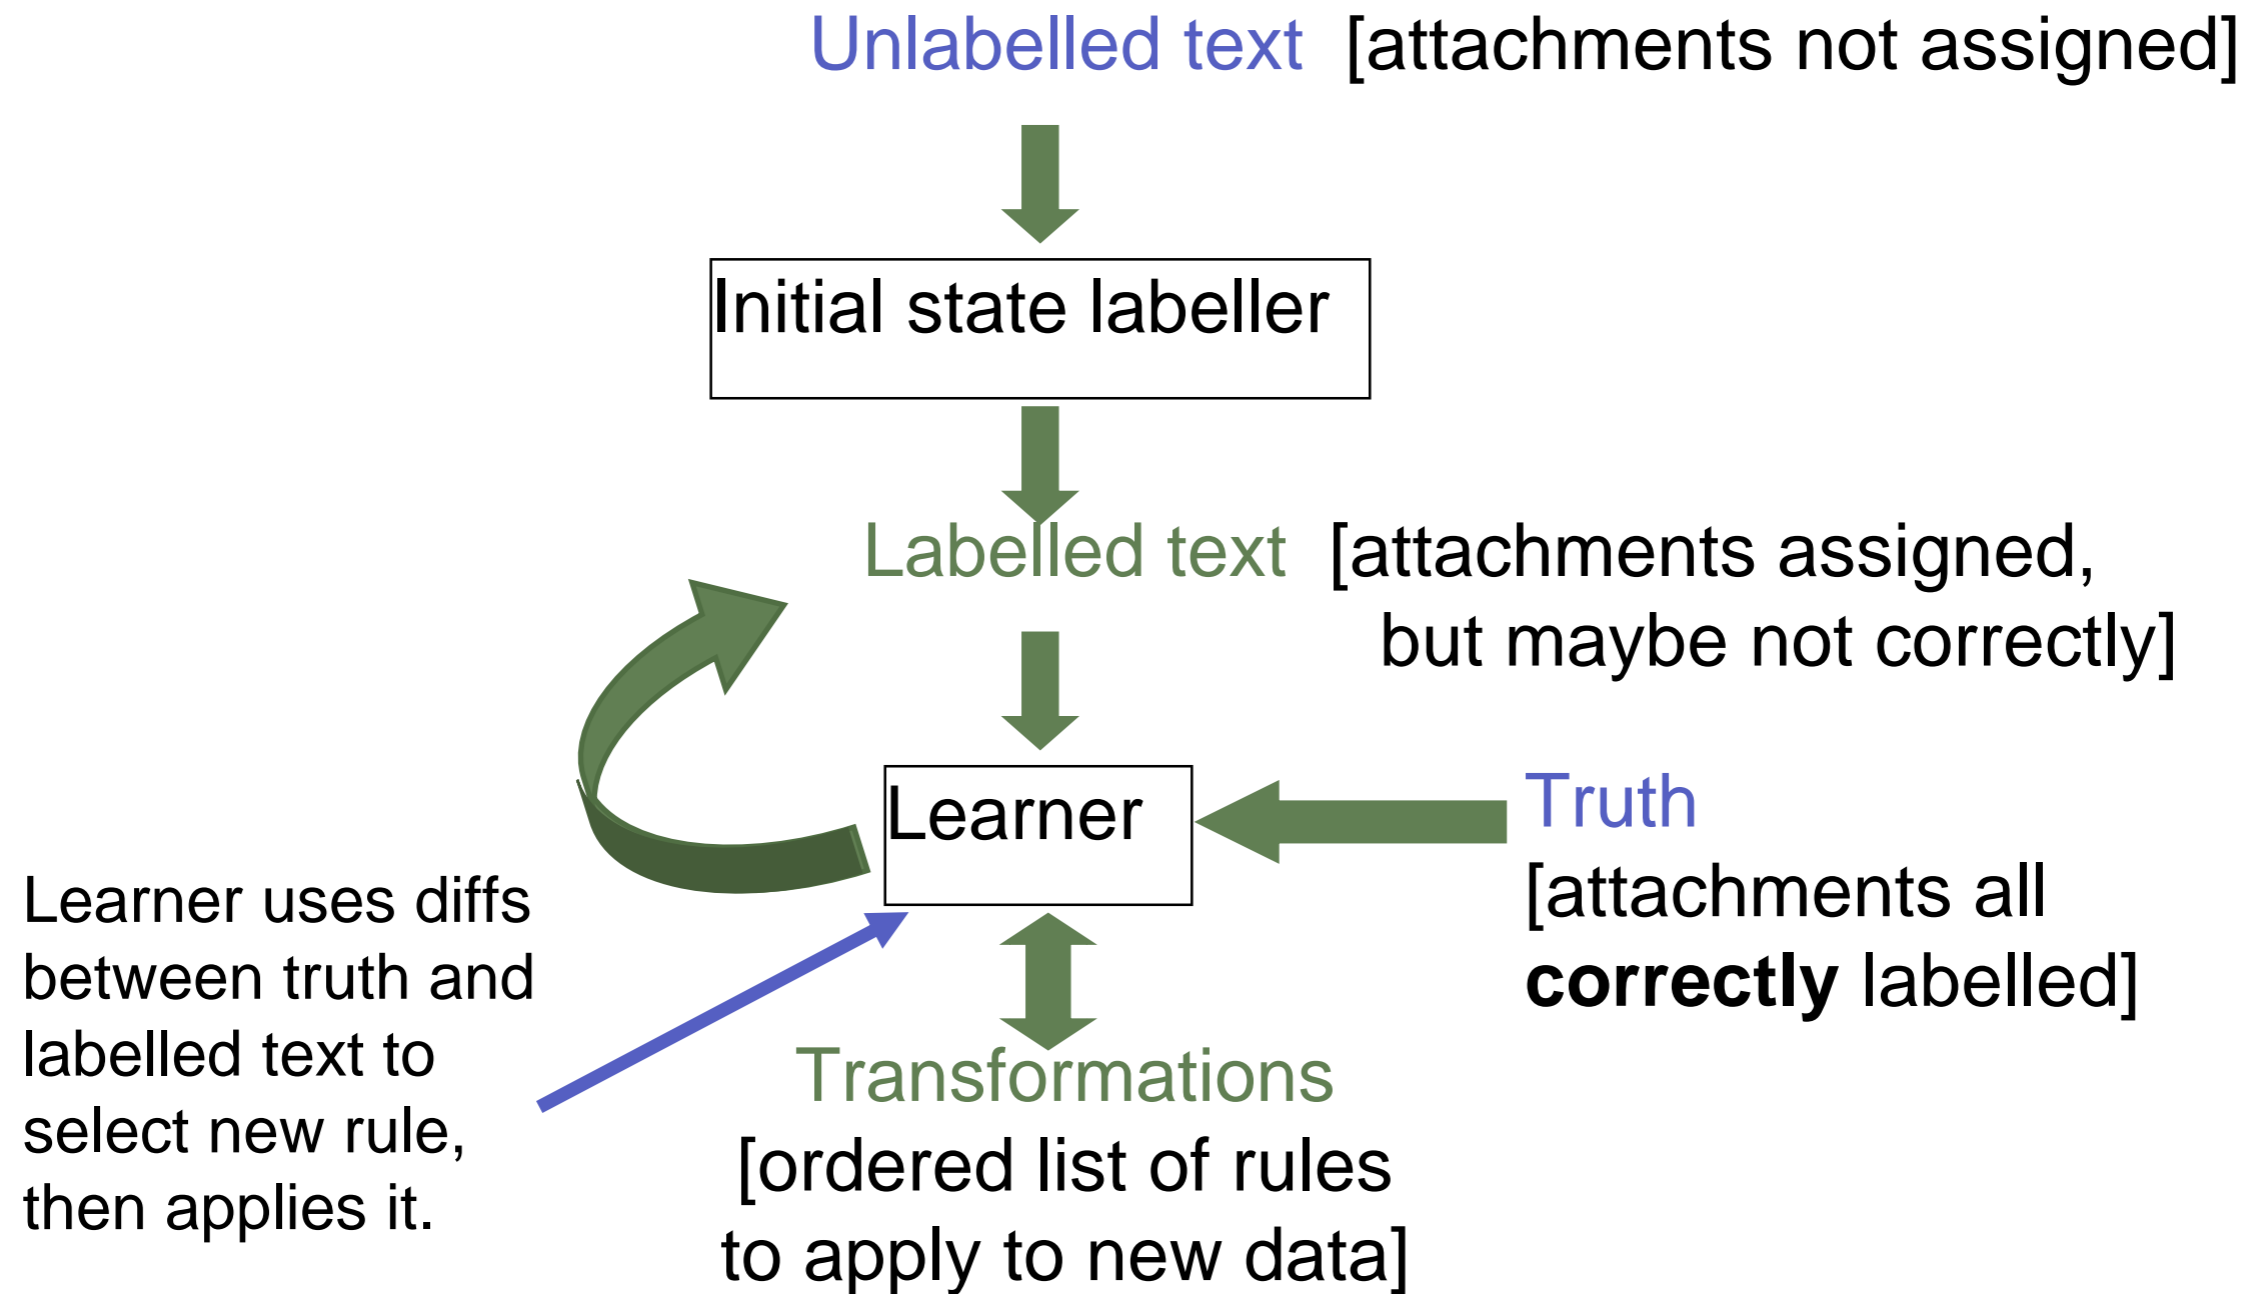 Unlabelled text [attachments not assigned]
Initial state labeller
Labelled text [attachments assigned,
but maybe not correctly]
Learner
Truth
[attachments all
correctly labelled]
Learner uses diffs
between truth and
labelled text to
select new rule,
then applies it.
Transformations
[ordered list of rules
to apply to new data]